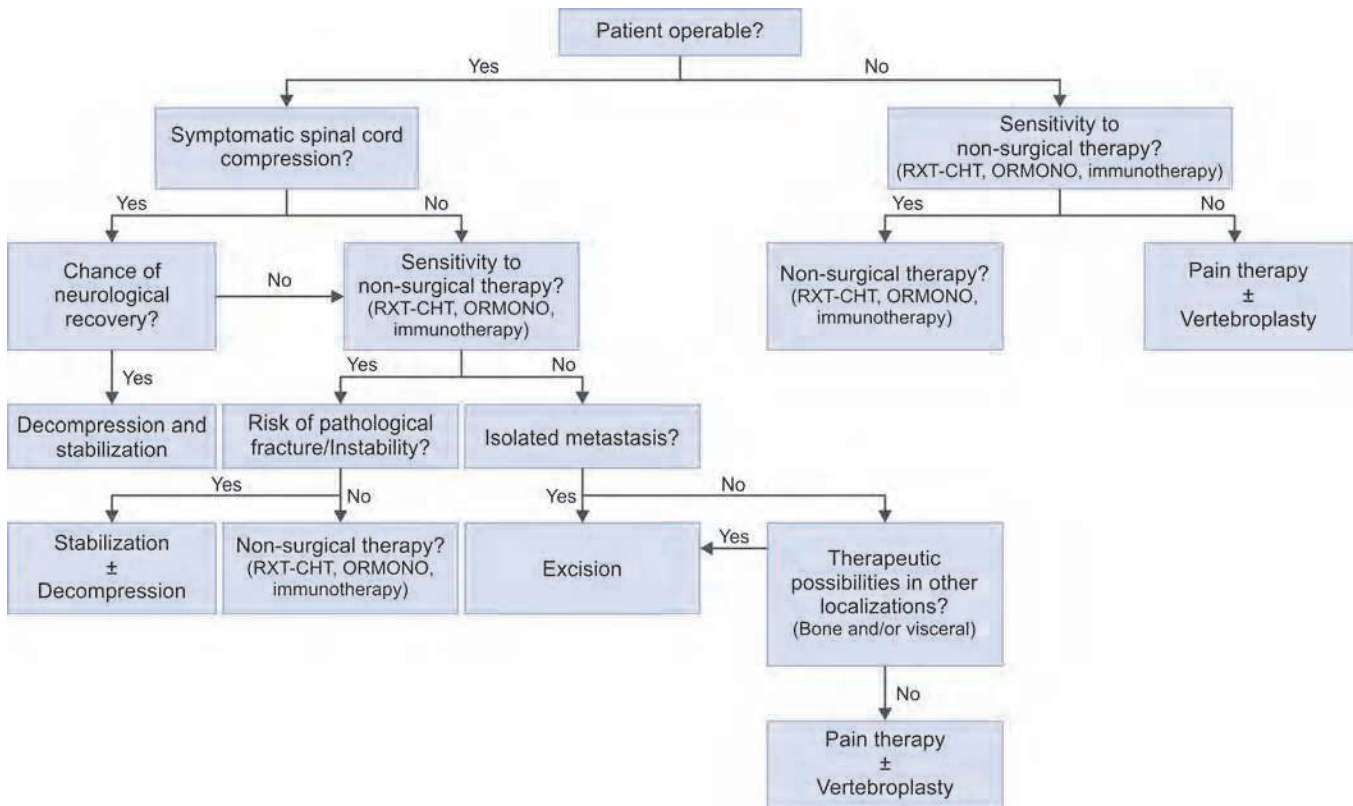 Patient operable?
Yes
No
Symptomatic spinal cord
compression?
Sensitivity to
non-surgical therapy?
(RXT-CHT, ORMONO, immunotherapy)
Yes
No
Yes
No
Chance of
neurological
recovery?
No
Sensitivity to
non-surgical therapy?
(RXT-CHT, ORMONO,
immunotherapy)
Non-surgical therapy?
(RXT-CHT, ORMONO,
immunotherapy)
Pain therapy
±
Vertebroplasty
Yes
Yes
No
Decompression and
stabilization
Risk of pathological
fracture/Instability?
Isolated metastasis?
Yes
No
Yes
No
Stabilization
±
Decompression
Non-surgical therapy?
(RXT-CHT, ORMONO,
immunotherapy)
Excision
Yes
Therapeutic
possibilities in other
localizations?
(Bone and/or visceral)
No
Pain therapy
±
Vertebroplasty